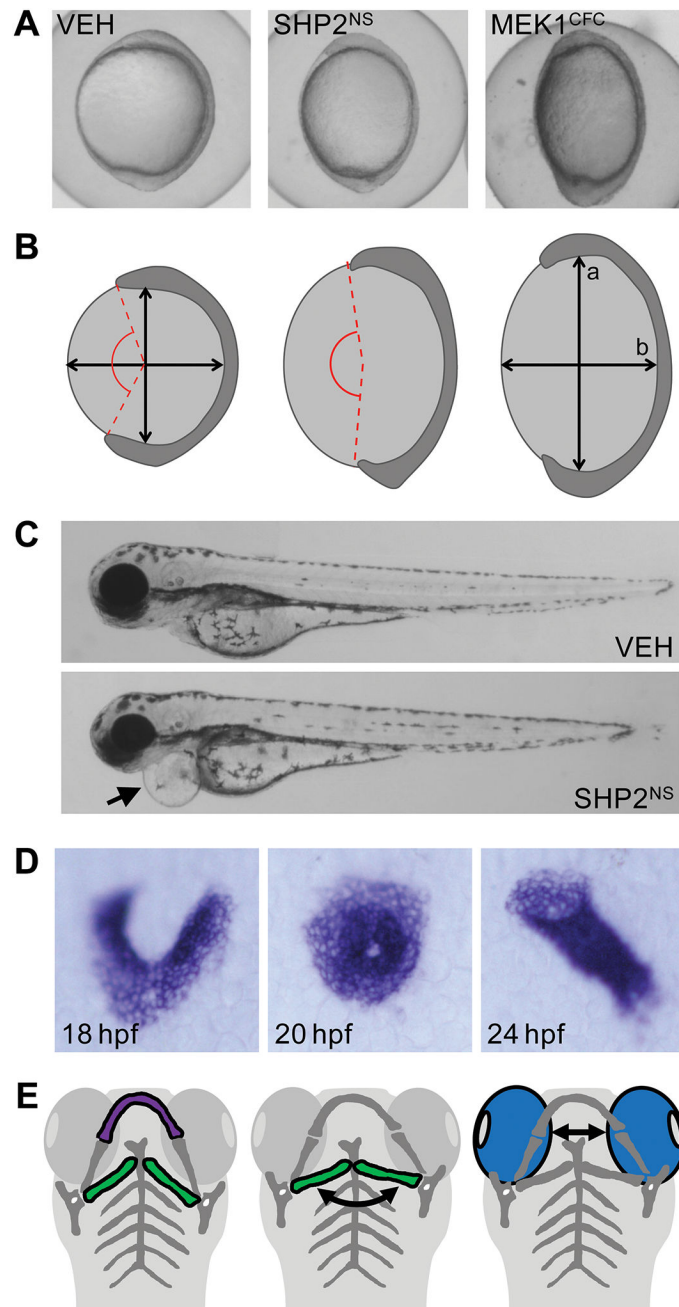 A
VEH
SHP2ᴺˢ
MEK1ᶜᶠᶜ
B
a
b
C
VEH
SHP2ᴺˢ
D
18 hpf
20 hpf
24 hpf
E